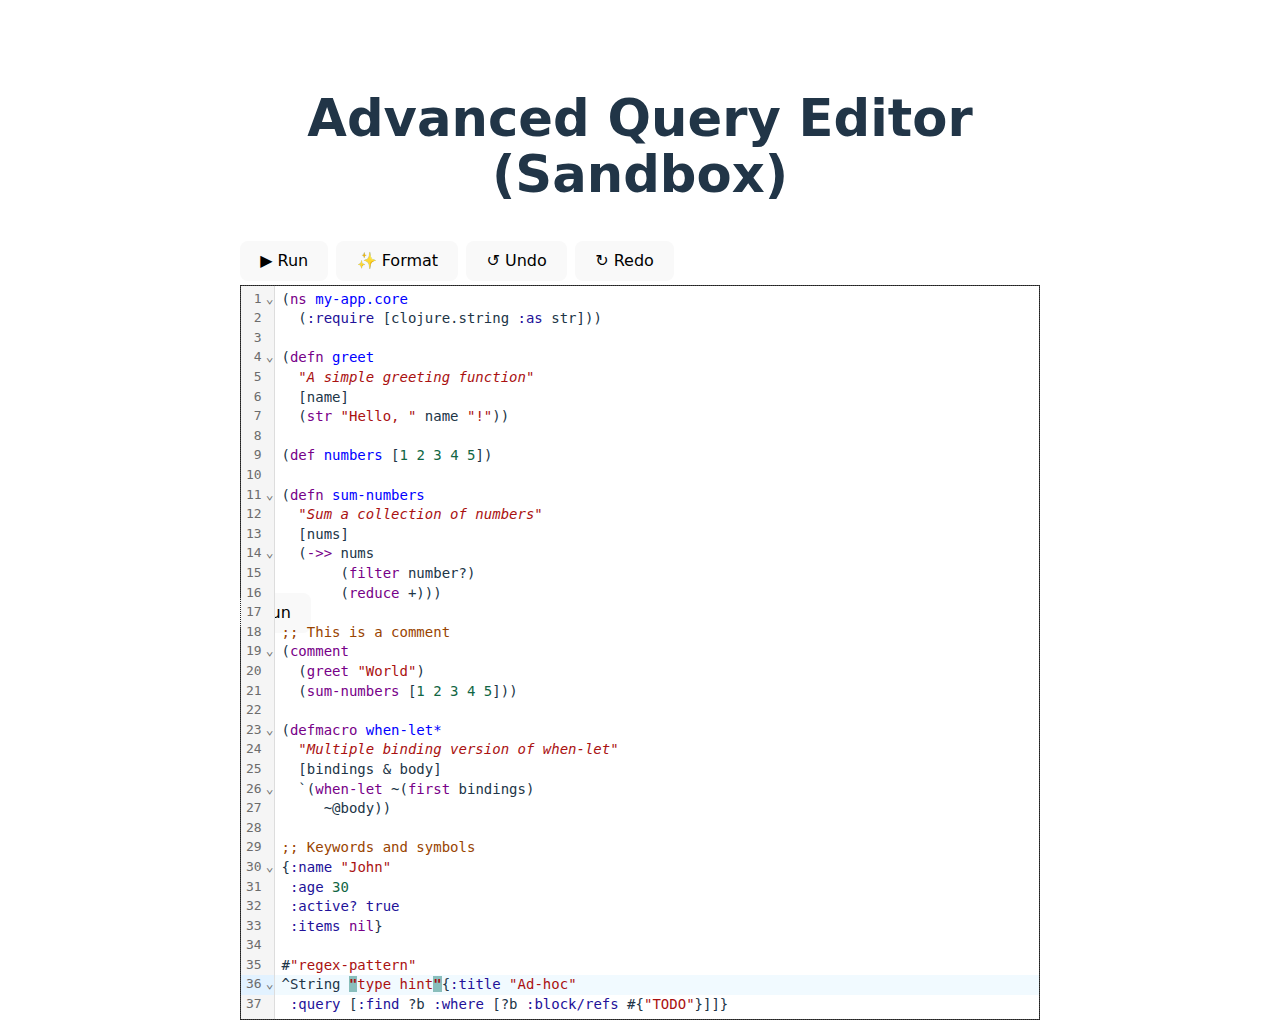 Advanced Query Editor
(Sandbox)
▶ Run ✨ Format ↺ Undo ↻ Redo
1 (ns my-app.core
2   (:require [clojure.string :as str]))
3
4 (defn greet
5   "A simple greeting function"
6   [name]
7   (str "Hello, " name "!"))
8
9 (def numbers [1 2 3 4 5])
10
11 (defn sum-numbers
12   "Sum a collection of numbers"
13   [nums]
14   (->> nums
15        (filter number?)
16        (reduce +)))
17 un
18 ;; This is a comment
19 (comment
20   (greet "World")
21   (sum-numbers [1 2 3 4 5]))
22
23 (defmacro when-let*
24   "Multiple binding version of when-let"
25   [bindings & body]
26   `(when-let ~(first bindings)
27      ~@body))
28
29 ;; Keywords and symbols
30 {:name "John"
31  :age 30
32  :active? true
33  :items nil}
34
35 #"regex-pattern"
36 ^String "type hint"{:title "Ad-hoc"
37  :query [:find ?b :where [?b :block/refs #{"TODO"}]]}